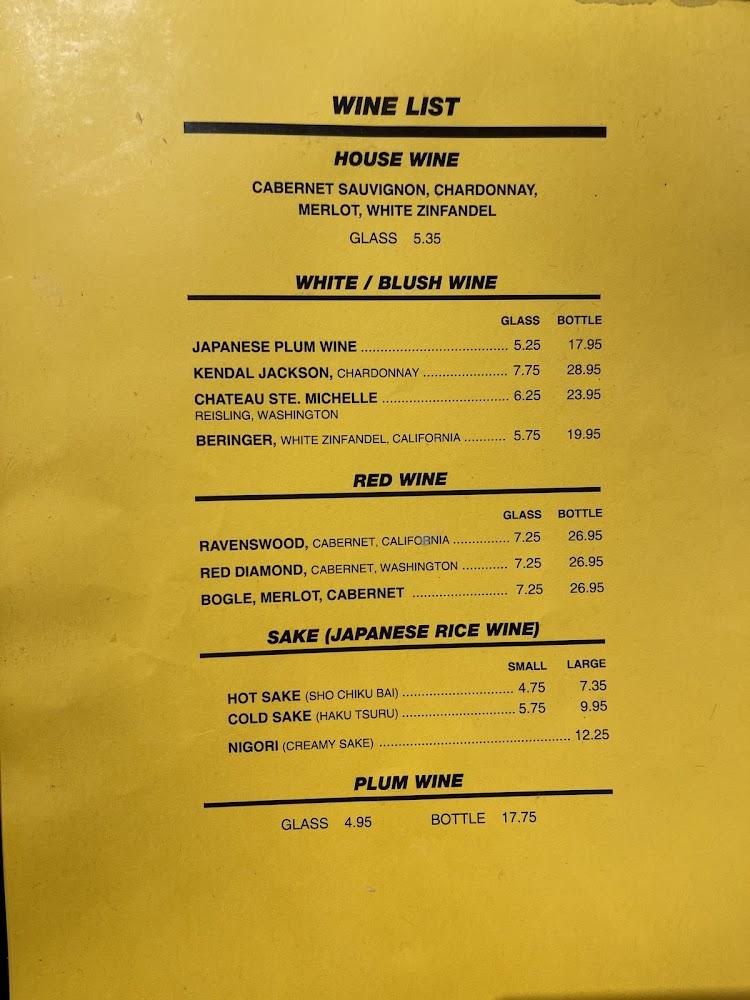 WINE LIST
HOUSE WINE
CABERNET SAUVIGNON, CHARDONNAY,
MERLOT, WHITE ZINFANDEL
GLASS 5.35
WHITE / BLUSH WINE
GLASS BOTTLE
JAPANESE PLUM WINE ........ 5.25 17.95
KENDAL JACKSON, CHARDONNAY ........ 7.75 28.95
CHATEAU STE. MICHELLE ........ 6.25 23.95
REISLING, WASHINGTON
BERINGER, WHITE ZINFANDEL, CALIFORNIA ........ 5.75 19.95
RED WINE
GLASS BOTTLE
RAVENSWOOD, CABERNET, CALIFORNIA ........ 7.25 26.95
RED DIAMOND, CABERNET, WASHINGTON ........ 7.25 26.95
BOGLE, MERLOT, CABERNET ........ 7.25 26.95
SAKE (JAPANESE RICE WINE)
SMALL LARGE
HOT SAKE (SHO CHIKU BAI) ........ 4.75 7.35
COLD SAKE (HAKU TSURU) ........ 5.75 9.95
NIGORI (CREAMY SAKE) ........ 12.25
PLUM WINE
GLASS 4.95 BOTTLE 17.75